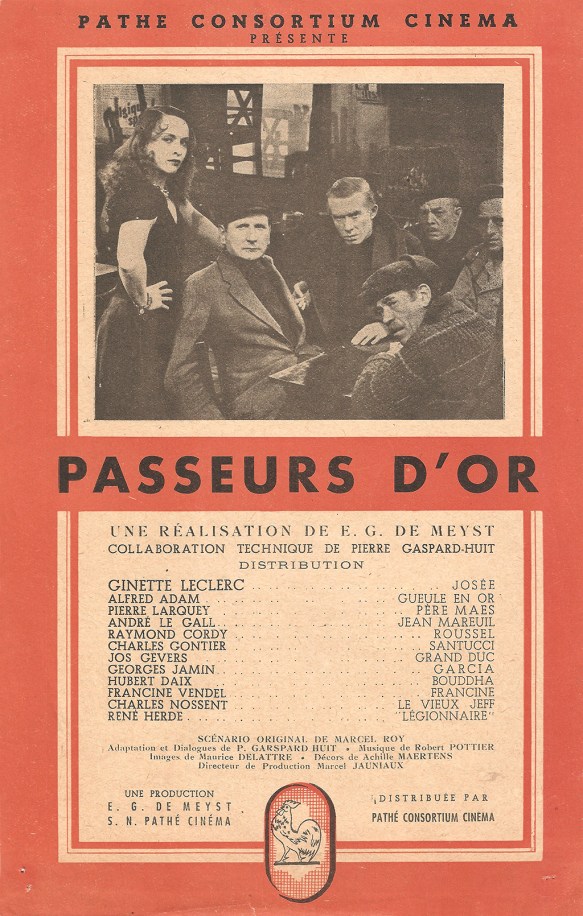 PATHE CONSORTIUM CINEMA
PRÉSENTE
PASSEURS D'OR
UNE RÉALISATION DE E. G. DE MEYST
COLLABORATION TECHNIQUE DE PIERRE GASPARD-HUIT
DISTRIBUTION
GINETTE LECLERC . . . . . . . . . . JOSÉE
ALFRED ADAM . . . . . . . . . . GUEULE EN OR
PIERRE LARQUEY . . . . . . . . . . PÈRE MAES
ANDRÉ LE GALL . . . . . . . . . . JEAN MAREUIL
RAYMOND CORDY . . . . . . . . . . ROUSSEL
CHARLES GONTIER . . . . . . . . . . SANTUCCI
JOS GEVERS . . . . . . . . . . GRAND DUC
GEORGES JAMIN . . . . . . . . . . GARCIA
HUBERT DAIX . . . . . . . . . . BOUDDHA
FRANCINE VENDEL . . . . . . . . . . FRANCINE
CHARLES NOSSENT . . . . . . . . . . LE VIEUX JEFF
RENÉ HERDE . . . . . . . . . . "LÉGIONNAIRE"
SCÉNARIO ORIGINAL DE MARCEL ROY
Adaptation et Dialogues de P. GARSPARD HUIT • Musique de Robert POTTIER
Images de Maurice DELATTRE • Décors de Achille MAERTENS
Directeur de Production Marcel JAUNIAUX
UNE PRODUCTION
E. G. DE MEYST
S. N. PATHÉ CINÉMA
DISTRIBUÉE PAR
PATHÉ CONSORTIUM CINEMA